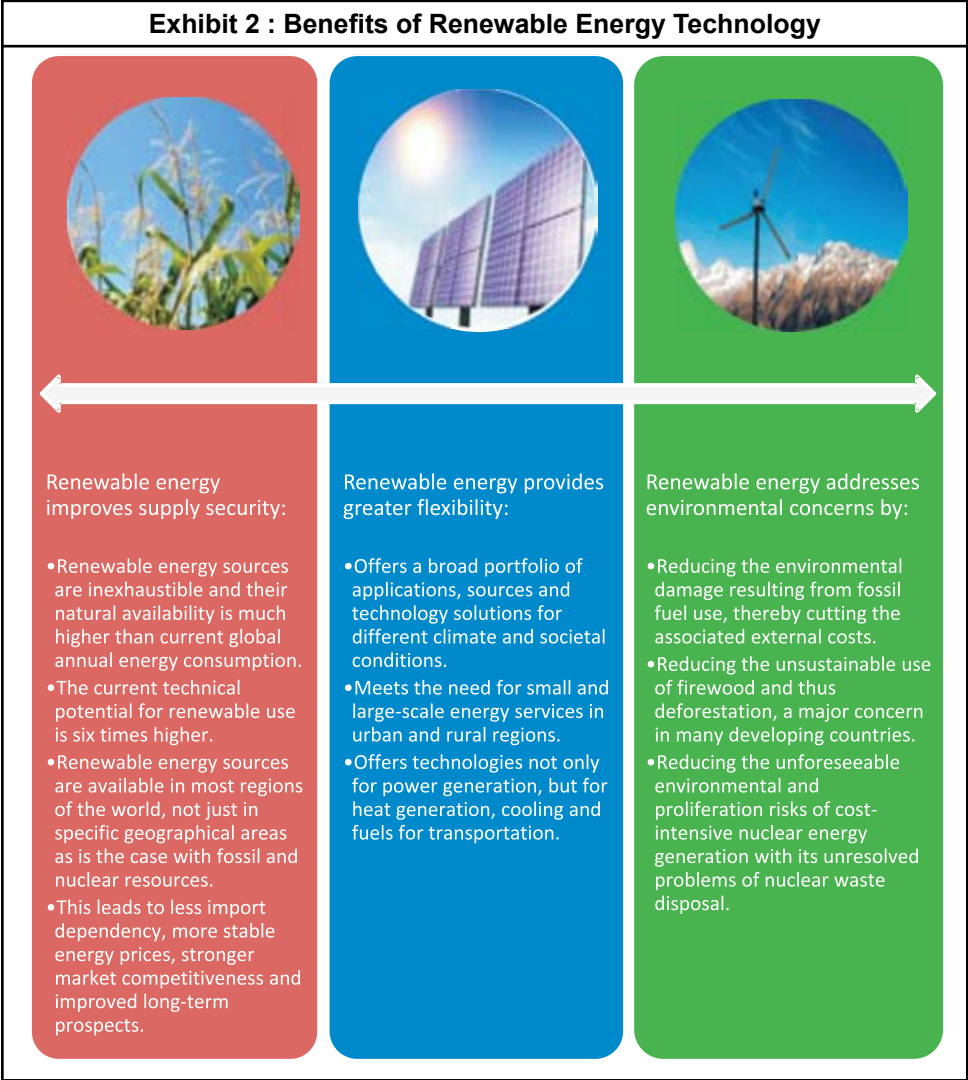 Exhibit 2 : Benefits of Renewable Energy Technology
Renewable energy
improves supply security:
•Renewable energy sources
are inexhaustible and their
natural availability is much
higher than current global
annual energy consumption.
•The current technical
potential for renewable use
is six times higher.
•Renewable energy sources
are available in most regions
of the world, not just in
specific geographical areas
as is the case with fossil and
nuclear resources.
•This leads to less import
dependency, more stable
energy prices, stronger
market competitiveness and
improved long-term
prospects.
Renewable energy provides
greater flexibility:
•Offers a broad portfolio of
applications, sources and
technology solutions for
different climate and societal
conditions.
•Meets the need for small and
large-scale energy services in
urban and rural regions.
•Offers technologies not only
for power generation, but for
heat generation, cooling and
fuels for transportation.
Renewable energy addresses
environmental concerns by:
•Reducing the environmental
damage resulting from fossil
fuel use, thereby cutting the
associated external costs.
•Reducing the unsustainable use
of firewood and thus
deforestation, a major concern
in many developing countries.
•Reducing the unforeseeable
environmental and
proliferation risks of cost-
intensive nuclear energy
generation with its unresolved
problems of nuclear waste
disposal.